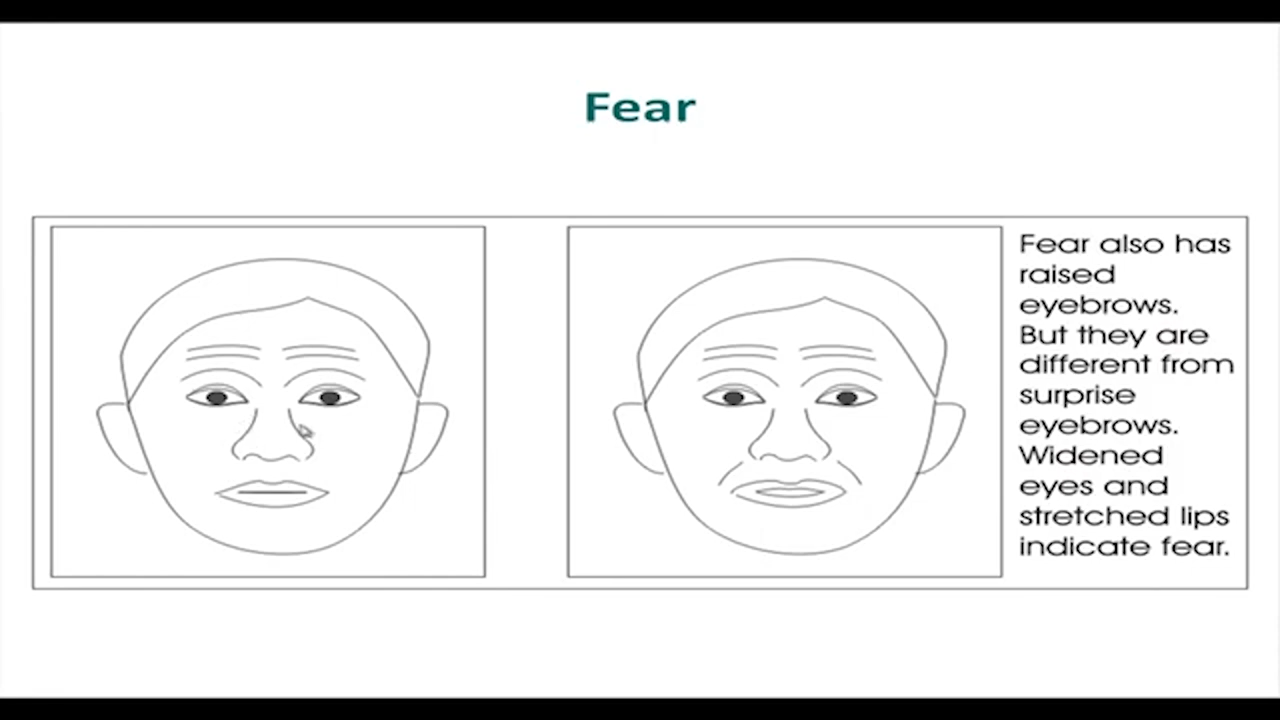 Fear
Fear also has
raised
eyebrows.
But they are
different from
surprise
eyebrows.
Widened
eyes and
stretched lips
indicate fear.